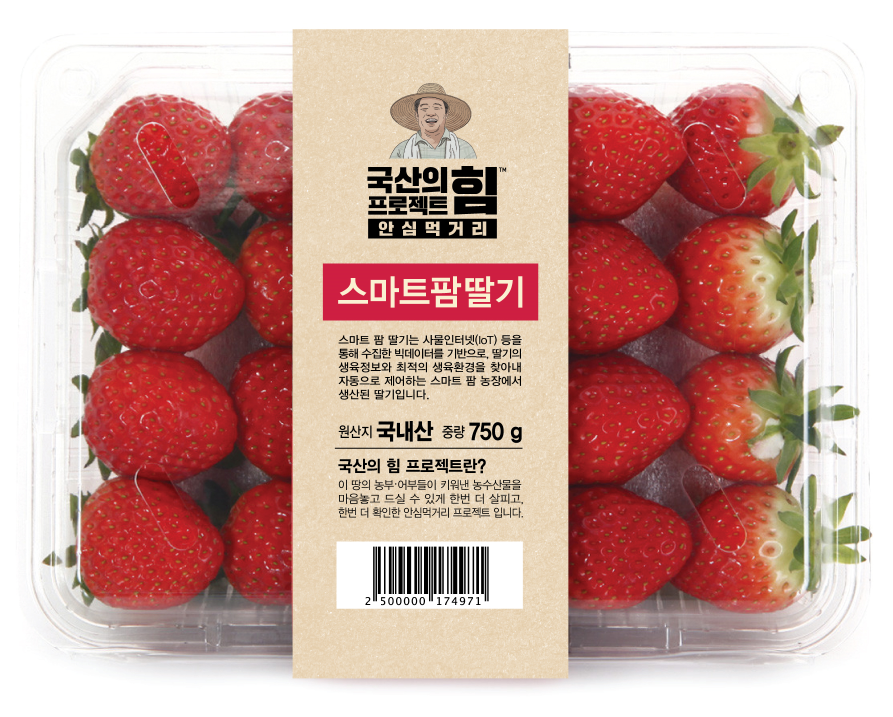 국산의 힘™
프로젝트
안심먹거리
스마트팜딸기
스마트 팜 딸기는 사물인터넷(IoT) 등을
통해 수집한 빅데이터를 기반으로, 딸기의
생육정보와 최적의 생육환경을 찾아내
자동으로 제어하는 스마트 팜 농장에서
생산된 딸기입니다.
원산지 국내산 중량 750 g
국산의 힘 프로젝트란?
이 땅의 농부·어부들이 키워낸 농수산물을
마음놓고 드실 수 있게 한번 더 살피고,
한번 더 확인한 안심먹거리 프로젝트 입니다.
2 500000 174971